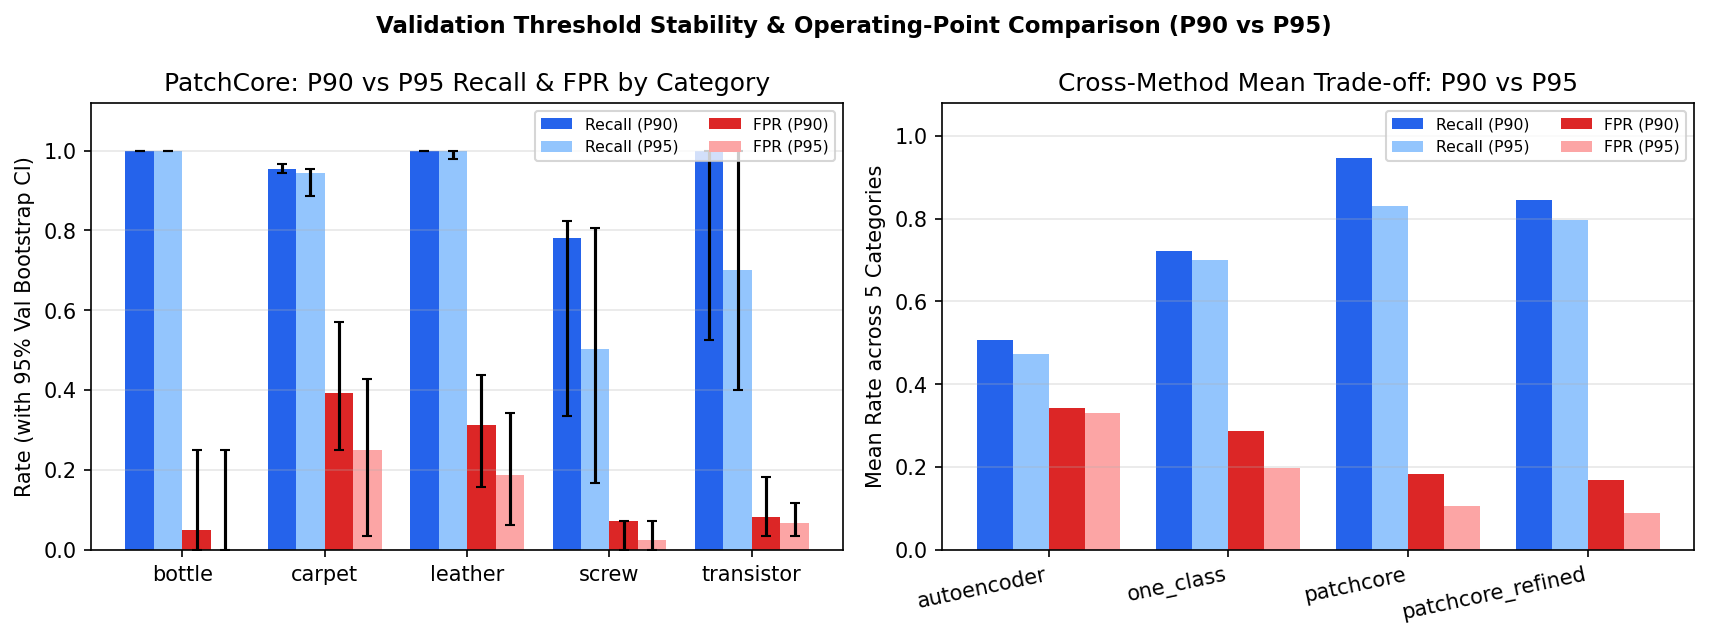 Validation Threshold Stability & Operating-Point Comparison (P90 vs P95)
PatchCore: P90 vs P95 Recall & FPR by Category
Rate (with 95% Val Bootstrap CI)
1.0
0.8
0.6
0.4
0.2
0.0
Recall (P90)
Recall (P95)
FPR (P90)
FPR (P95)
bottle
carpet
leather
screw
transistor
Cross-Method Mean Trade-off: P90 vs P95
Mean Rate across 5 Categories
1.0
0.8
0.6
0.4
0.2
0.0
Recall (P90)
Recall (P95)
FPR (P90)
FPR (P95)
autoencoder
one_class
patchcore
patchcore_refined